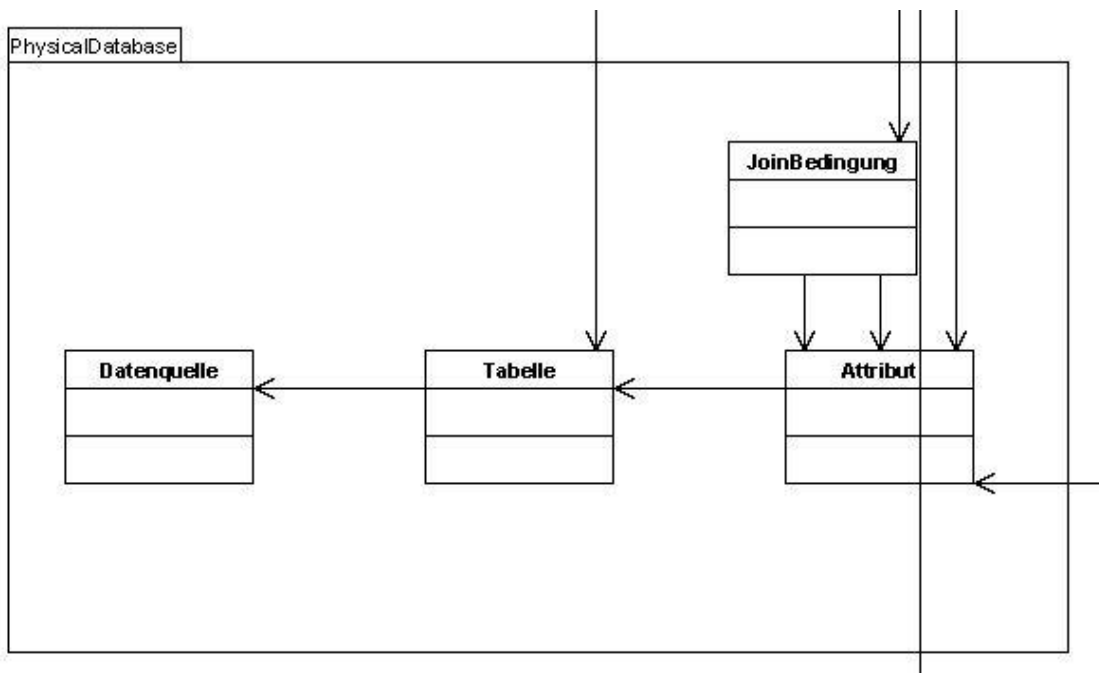 PhysicalDatabase
JoinBedingung
Datenquelle
Tabelle
Attribut